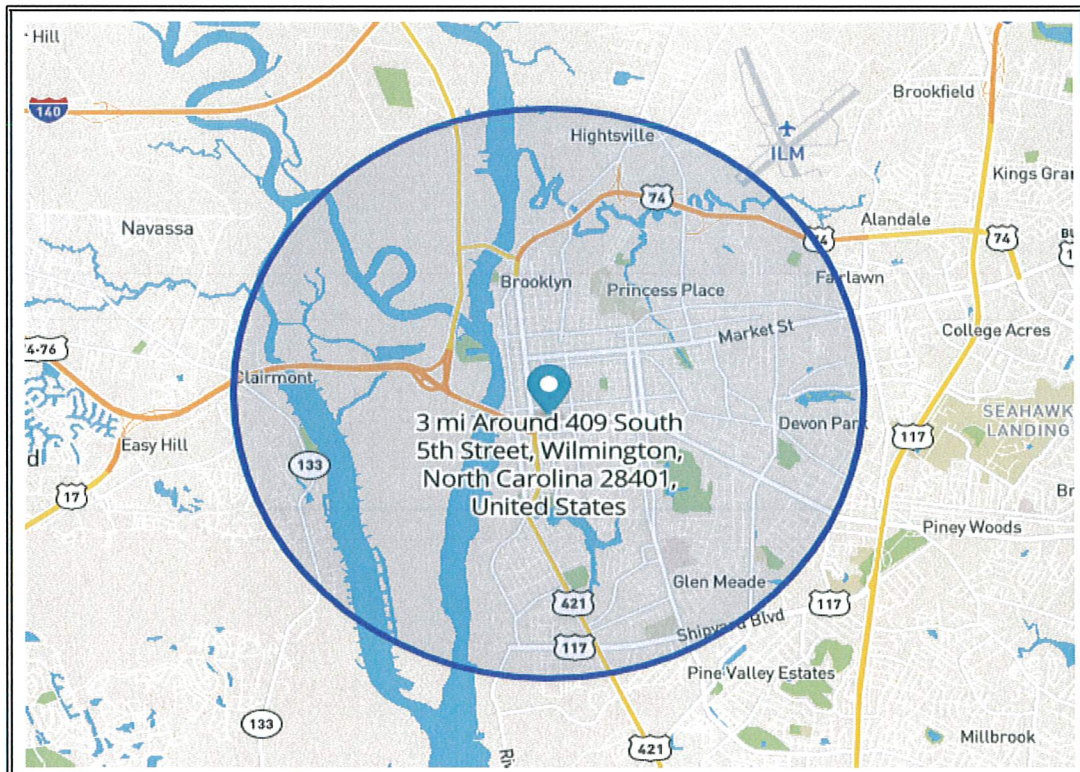 Hill
140
Hightsville
Brookfield
ILM
Kings Gran
74
Navassa
Alandale
74
74
Brooklyn
Princess Place
Fairlawn
Market St
College Acres
74-76
Clairmont
Devon Park
SEAHAWK
LANDING
117
Easy Hill
3 mi Around 409 South
5th Street, Wilmington,
North Carolina 28401,
United States
133
17
Piney Woods
Glen Meade
421
117
Shipyard Blvd
117
Pine Valley Estates
133
421
Millbrook